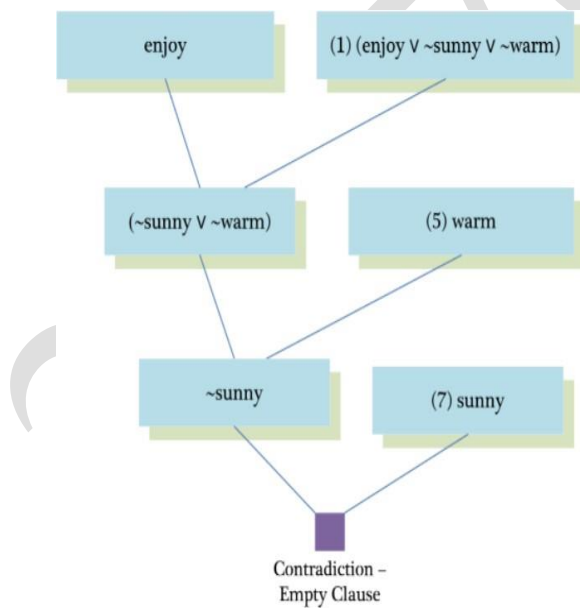 enjoy
(1) (enjoy V ~sunny V ~warm)
(~sunny V ~warm)
(5) warm
~sunny
(7) sunny
Contradiction –
Empty Clause